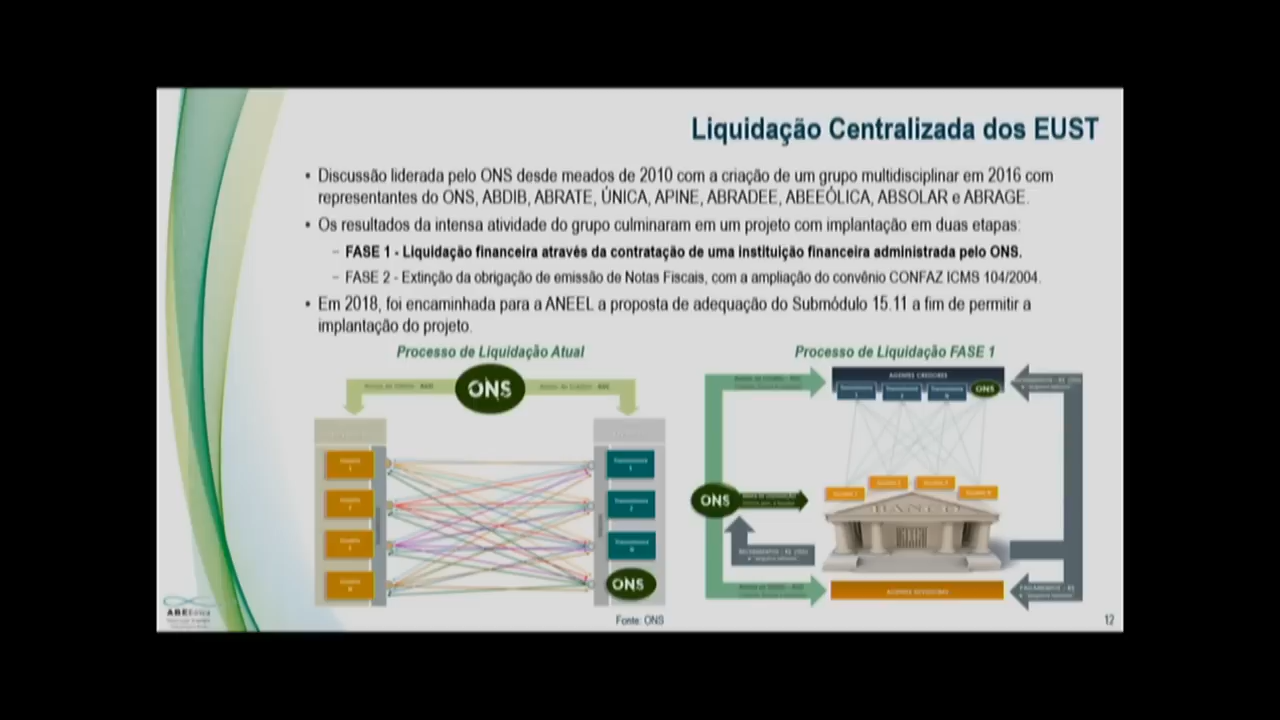 Liquidação Centralizada dos EUST
• Discussão liderada pelo ONS desde meados de 2010 com a criação de um grupo multidisciplinar em 2016 com
representantes do ONS, ABDIB, ABRATE, ÚNICA, APINE, ABRADEE, ABEEÓLICA, ABSOLAR e ABRAGE.
• Os resultados da intensa atividade do grupo culminaram em um projeto com implantação em duas etapas:
– FASE 1 - Liquidação financeira através da contratação de uma instituição financeira administrada pelo ONS.
– FASE 2 - Extinção da obrigação de emissão de Notas Fiscais, com a ampliação do convênio CONFAZ ICMS 104/2004.
• Em 2018, foi encaminhada para a ANEEL a proposta de adequação do Submódulo 15.11 a fim de permitir a
implantação do projeto.
Processo de Liquidação Atual
ONS
ONS
Processo de Liquidação FASE 1
AGENTES CREDORES
ONS
ONS
BANCO
AGENTES DEVEDORES
ABEEólica
Fonte: ONS
12